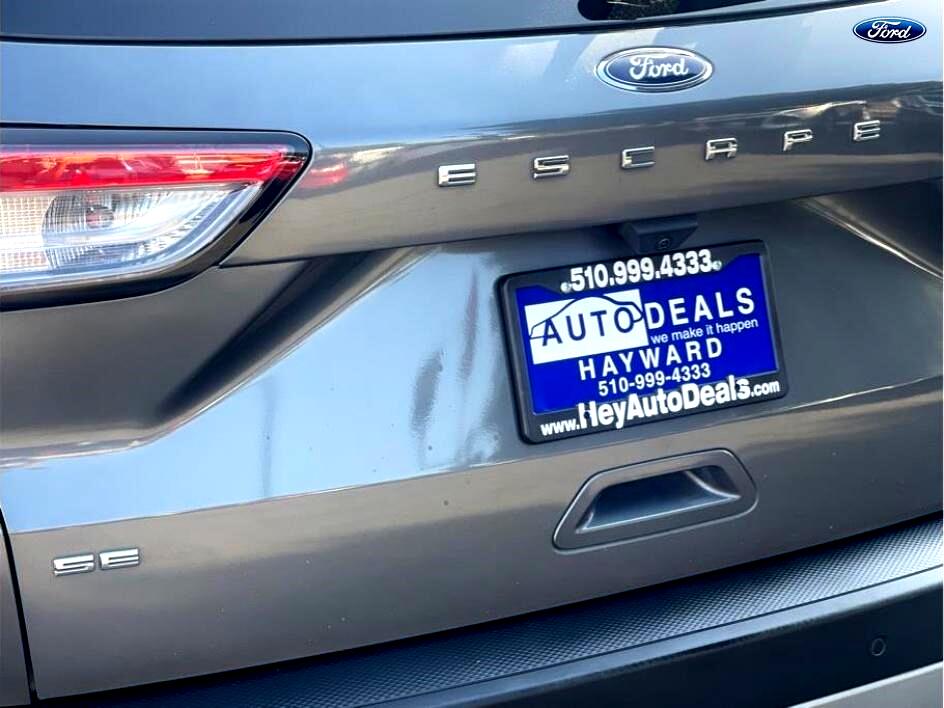 Ford
Ford
ESCAPE
510.999.4333
AUTO DEALS
we make it happen
HAYWARD
510-999-4333
www.HeyAutoDeals.com
SE